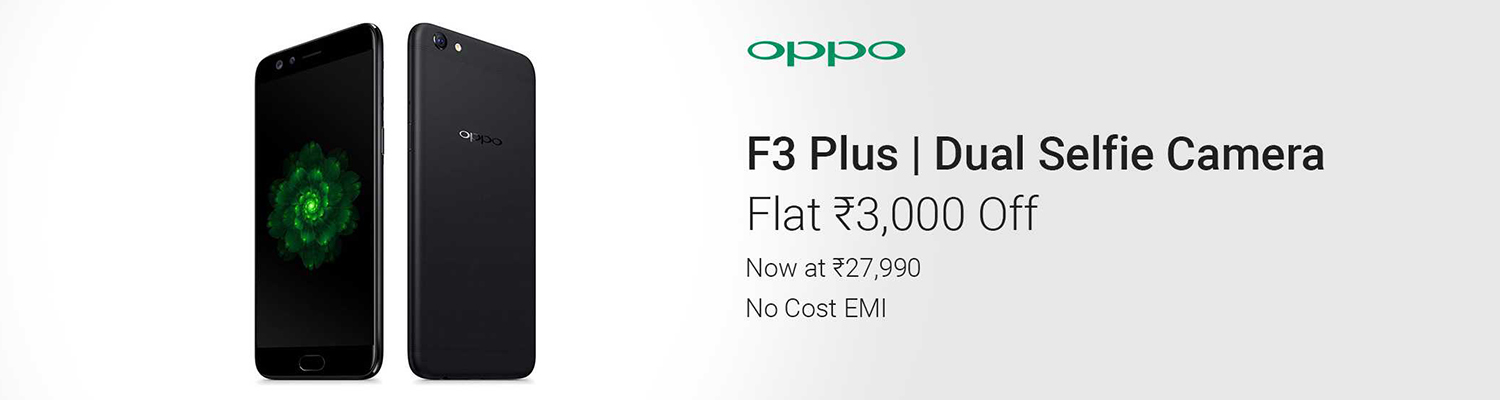 oppo
oppo
F3 Plus | Dual Selfie Camera
Flat ₹3,000 Off
Now at ₹27,990
No Cost EMI